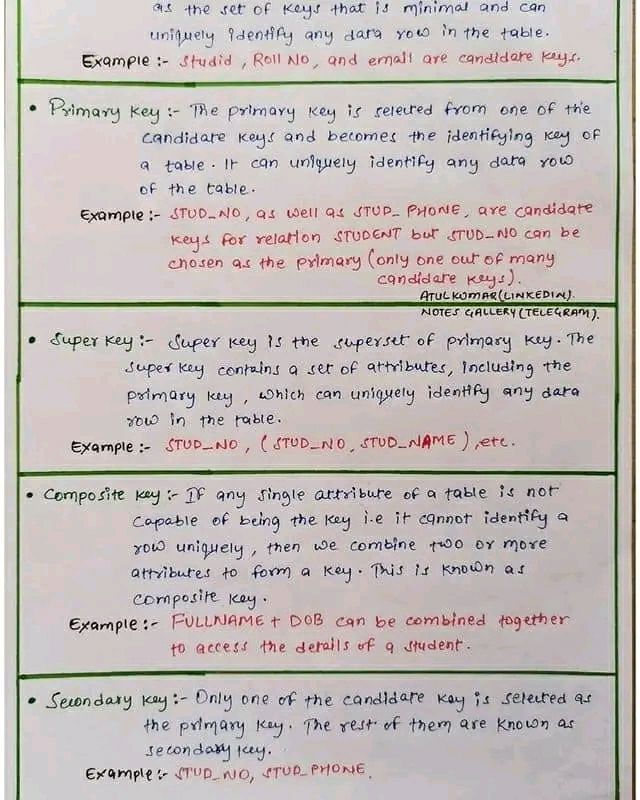 as the set of keys that is minimal and can
uniquely identify any data row in the table.
Example :- Studid, Roll No, and email are candidate keys.
• Primary Key :- The primary key is selected from one of the
candidate keys and becomes the identifying key of
a table. It can uniquely identify any data row
of the table.
Example :- STUD_NO, as well as STUD_PHONE, are candidate
keys for relation STUDENT but STUD_NO can be
chosen as the primary (only one out of many
candidate keys).
ATUL KUMAR (LINKEDIN).
NOTES GALLERY (TELEGRAM).
• Super Key :- Super key is the superset of primary key. The
super key contains a set of attributes, including the
primary key, which can uniquely identify any data
row in the table.
Example :- STUD_NO, (STUD_NO, STUD_NAME), etc.
• Composite key :- If any single attribute of a table is not
capable of being the key i.e it cannot identify a
row uniquely, then we combine two or more
attributes to form a key. This is known as
composite key.
Example :- FULLNAME + DOB can be combined together
to access the details of a student.
• Secondary key :- Only one of the candidate key is selected as
the primary key. The rest of them are known as
secondary key.
Example :- STUD_NO, STUD_PHONE.